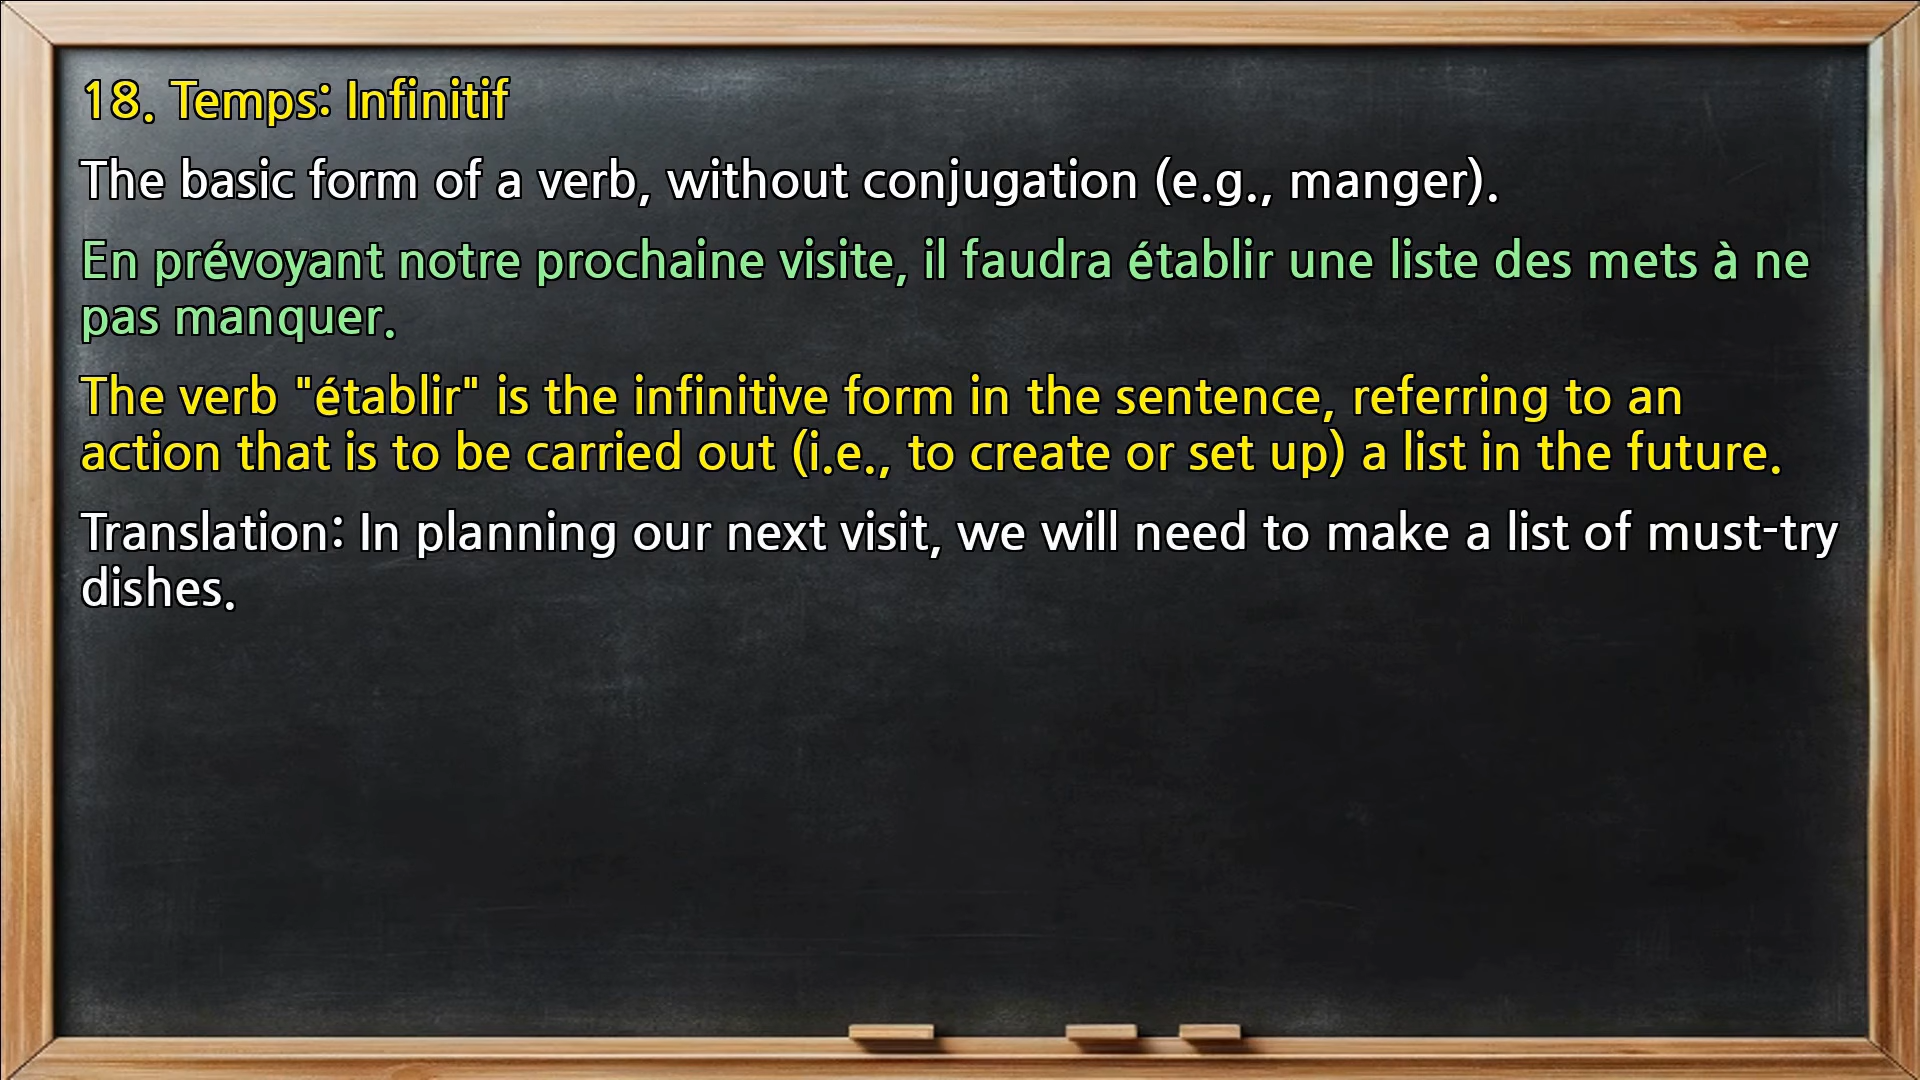 18. Temps: Infinitif
The basic form of a verb, without conjugation (e.g., manger).
En prévoyant notre prochaine visite, il faudra établir une liste des mets à ne
pas manquer.
The verb "établir" is the infinitive form in the sentence, referring to an
action that is to be carried out (i.e., to create or set up) a list in the future.
Translation: In planning our next visit, we will need to make a list of must-try
dishes.